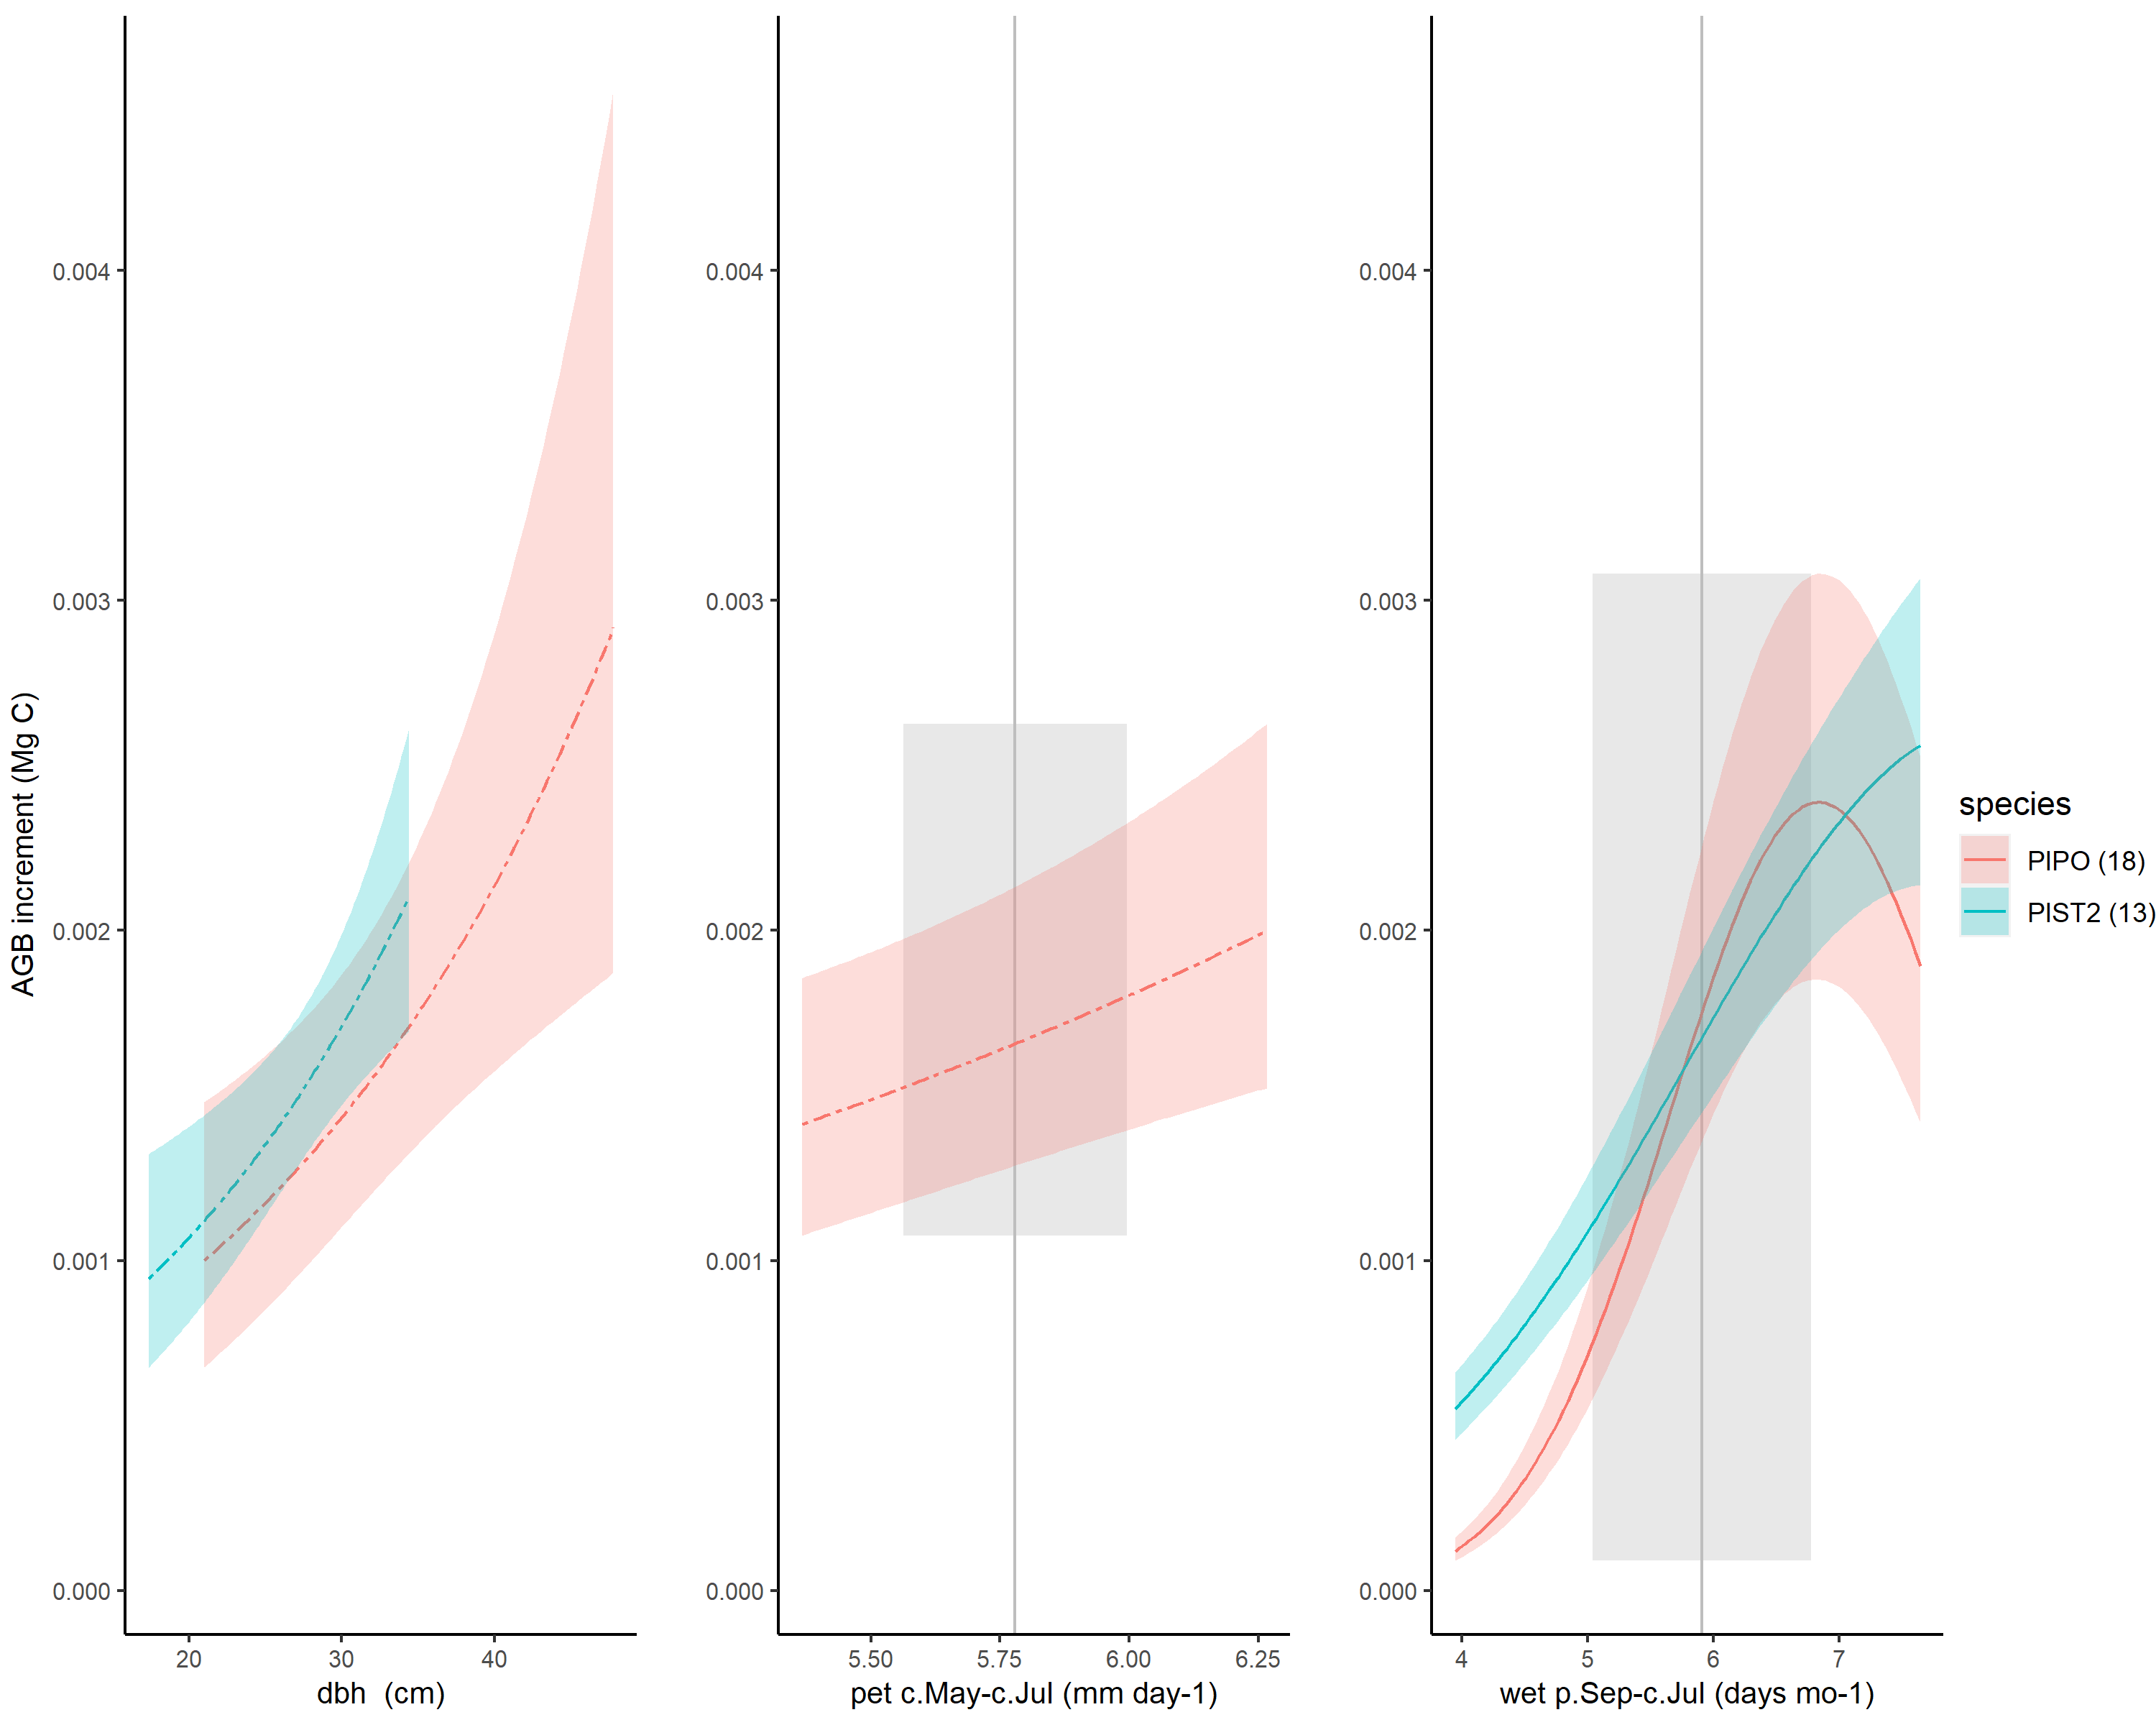 AGB increment (Mg C)
0.004
0.003
0.002
0.001
0.000
20 30 40
dbh  (cm)
0.004
0.003
0.002
0.001
0.000
5.50 5.75 6.00 6.25
pet c.May-c.Jul (mm day-1)
0.004
0.003
0.002
0.001
0.000
4 5 6 7
wet p.Sep-c.Jul (days mo-1)
species
PIPO (18)
PIST2 (13)